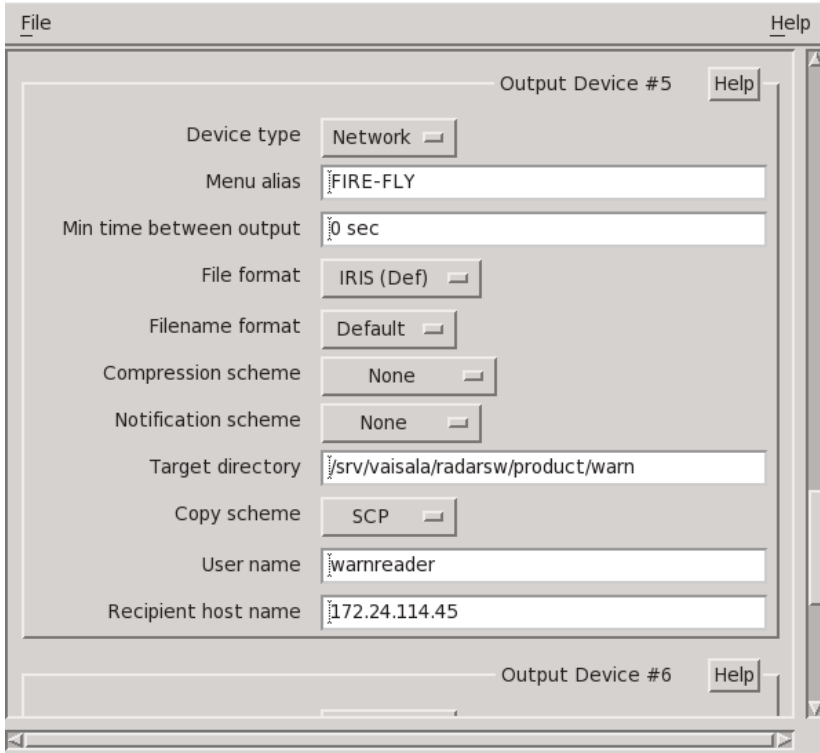 File Help
Output Device #5 Help
Device type Network
Menu alias FIRE-FLY
Min time between output 0 sec
File format IRIS (Def)
Filename format Default
Compression scheme None
Notification scheme None
Target directory /srv/vaisala/radarsw/product/warn
Copy scheme SCP
User name warnreader
Recipient host name 172.24.114.45
Output Device #6 Help